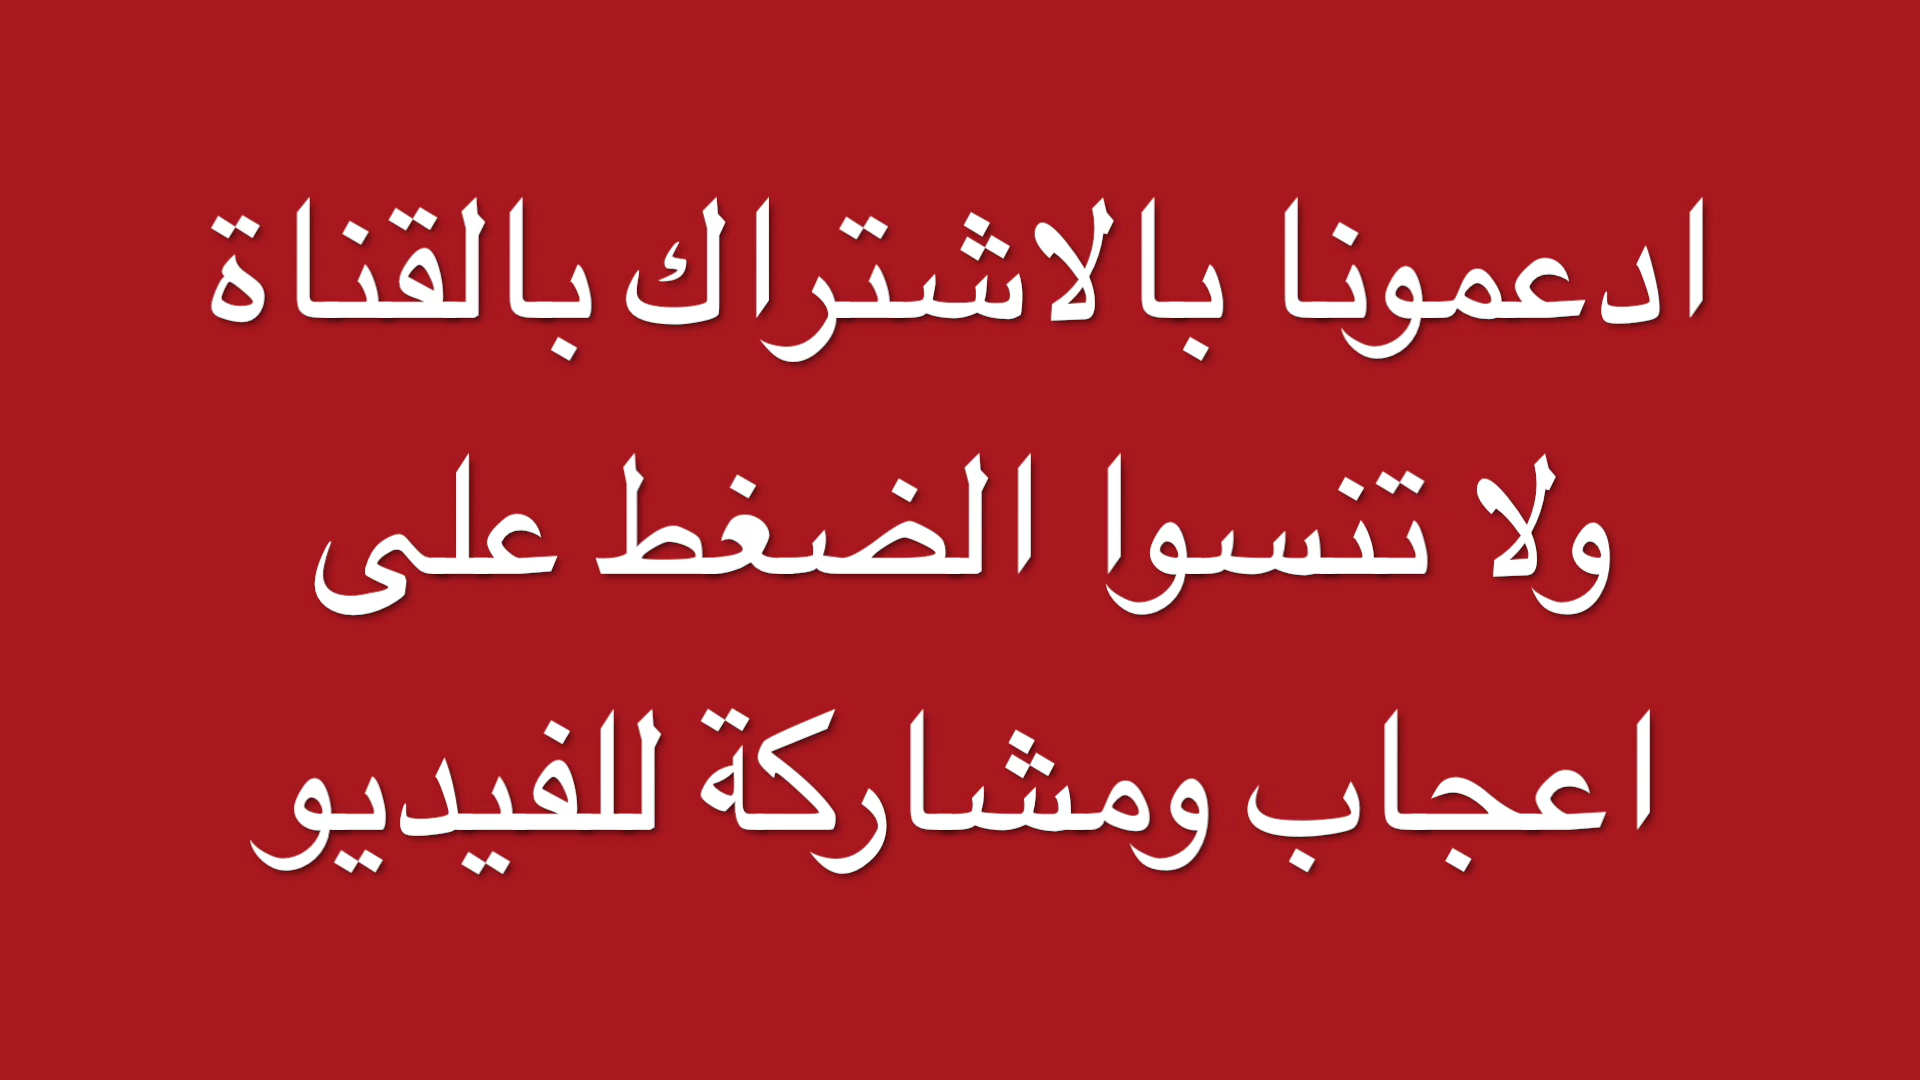 ادعمونا بالاشتراك بالقناة
ولا تنسوا الضغط على
اعجاب ومشاركة للفيديو